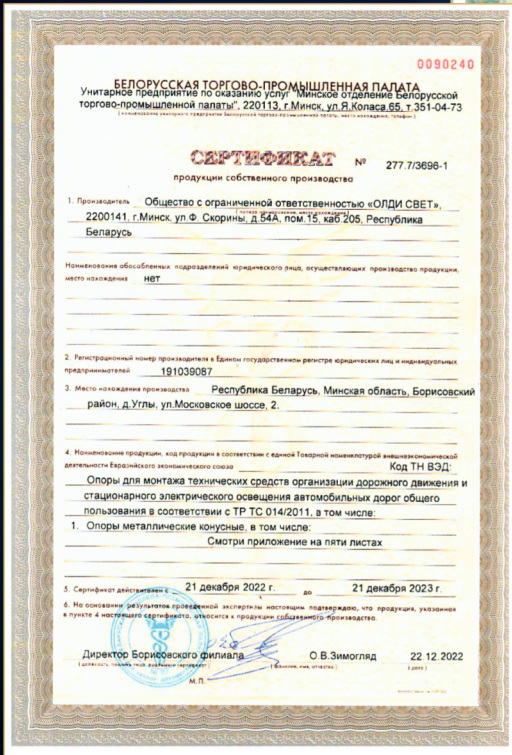 0090240
БЕЛОРУССКАЯ ТОРГОВО-ПРОМЫШЛЕННАЯ ПАЛАТА
Унитарное предприятие по оказанию услуг "Минское отделение Белорусской
торгово-промышленной палаты", 220113, г.Минск, ул.Я.Коласа,65, т.351-04-73
СЕРТИФИКАТ № 277.7/3696-1
продукции собственного производства
1. Производитель Общество с ограниченной ответственностью «ОЛДИ СВЕТ»,
2200141, г.Минск, ул.Ф. Скорины, д.54А, пом.15, каб.205, Республика
Беларусь
Наименования обособленных подразделений юридического лица, осуществляющих производство продукции,
место нахождения нет
2. Регистрационный номер производителя в Едином государственном регистре юридических лиц и индивидуальных
предпринимателей 191039087
3. Место нахождения производства Республика Беларусь, Минская область, Борисовский
район, д.Углы, ул.Московское шоссе, 2.
4. Наименование продукции, код продукции в соответствии с единой Товарной номенклатурой внешнеэкономической
деятельности Евразийского экономического союза Код ТН ВЭД:
Опоры для монтажа технических средств организации дорожного движения и
стационарного электрического освещения автомобильных дорог общего
пользования в соответствии с ТР ТС 014/2011, в том числе:
1. Опоры металлические конусные, в том числе:
Смотри приложение на пяти листах
5. Сертификат действителен с 21 декабря 2022 г. до 21 декабря 2023 г.
6. На основании результатов проведенной экспертизы настоящим подтверждаю, что продукция, указанная
в пункте 4 настоящего сертификата, относится к продукции собственного производства.
Директор Борисовского филиала О.В.Зимогляд 22.12.2022
(фамилия, имя, отчество) (дата)
М.П.